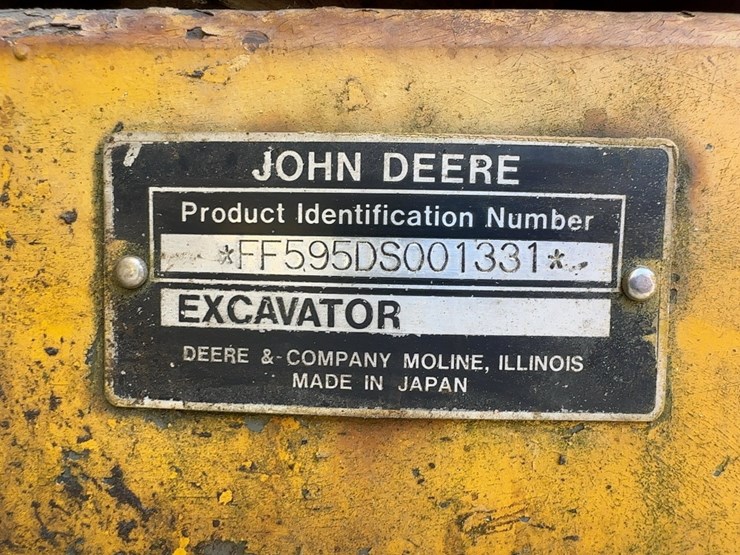 JOHN DEERE
Product Identification Number
*FF595DS001331*
EXCAVATOR
DEERE & COMPANY MOLINE, ILLINOIS
MADE IN JAPAN